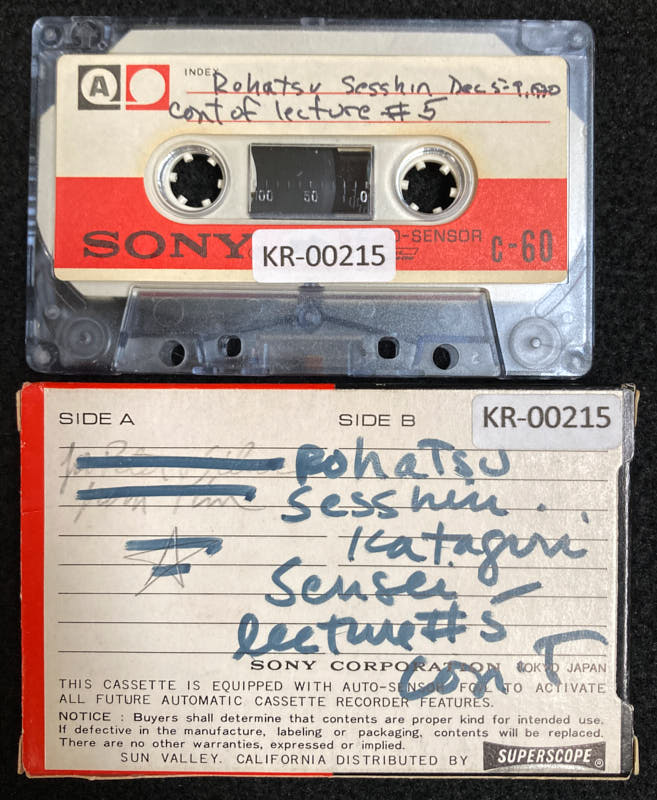 A
INDEX Rohatsu Sesshin Dec 5-9, 1970
cont of lecture #5
100 50 0
SONY
O-SENSOR C-60
KR-00215
2
SIDE A SIDE B KR-00215
Rohatsu
Sesshin
Katagiri
Sensei
lecture #5
con'T
SONY CORPORATION TOKYO JAPAN
THIS CASSETTE IS EQUIPPED WITH AUTO-SENSOR FOIL TO ACTIVATE
ALL FUTURE AUTOMATIC CASSETTE RECORDER FEATURES.
NOTICE : Buyers shall determine that contents are proper kind for intended use.
If defective in the manufacture, labeling or packaging, contents will be replaced.
There are no other warranties, expressed or implied.
SUN VALLEY. CALIFORNIA DISTRIBUTED BY SUPERSCOPE®